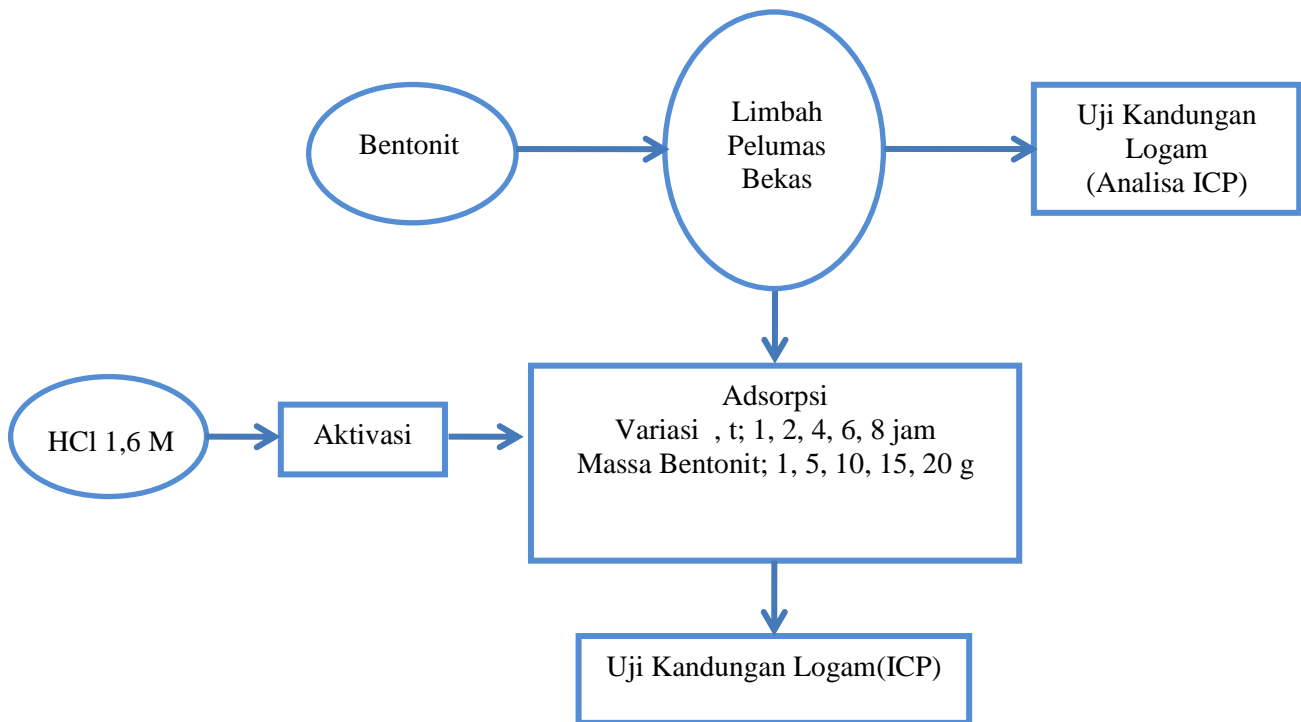 Bentonit
Limbah
Pelumas
Bekas
Uji Kandungan
Logam
(Analisa ICP)
HCl 1,6 M
Aktivasi
Adsorpsi
Variasi , t; 1, 2, 4, 6, 8 jam
Massa Bentonit; 1, 5, 10, 15, 20 g
Uji Kandungan Logam(ICP)